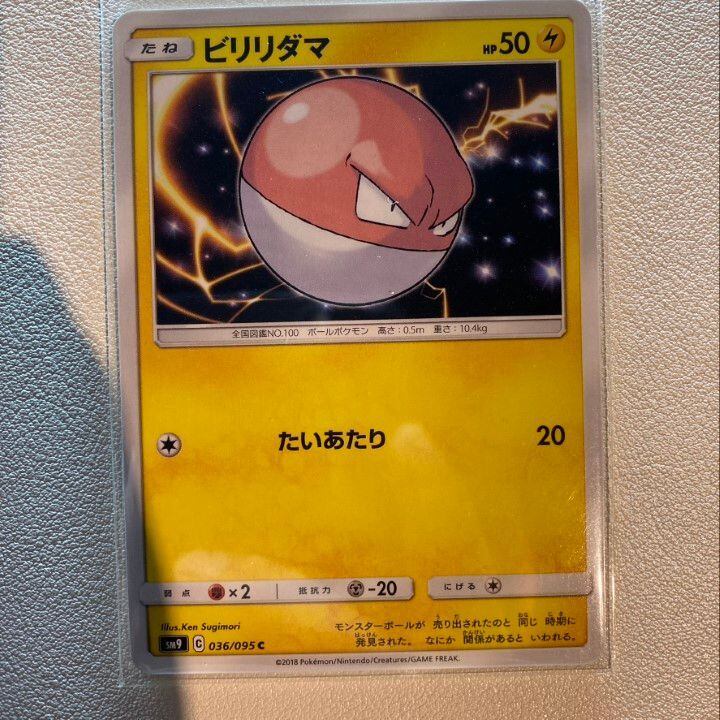 たね ビリリダマ HP50
全国図鑑NO.100 ボールポケモン 高さ:0.5m 重さ:10.4kg
たいあたり 20
弱点 ×2 抵抗力 -20 にげる
Illus.Ken Sugimori
SM9 C 036/095 C
モンスターボールが 売り出されたのと 同じ 時期に
発見された。なにか 関係があると いわれる。
©2018 Pokémon/Nintendo/Creatures/GAME FREAK.